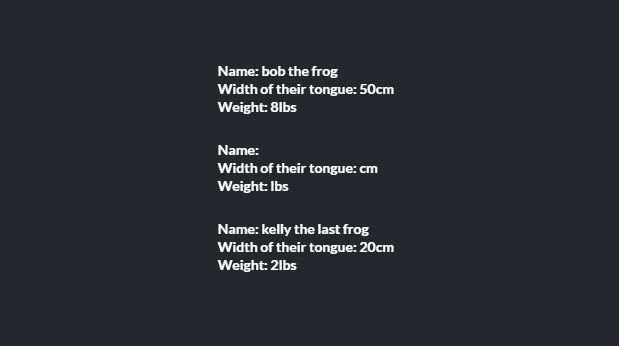 Name: bob the frog
Width of their tongue: 50cm
Weight: 8lbs
Name:
Width of their tongue: cm
Weight: lbs
Name: kelly the last frog
Width of their tongue: 20cm
Weight: 2lbs